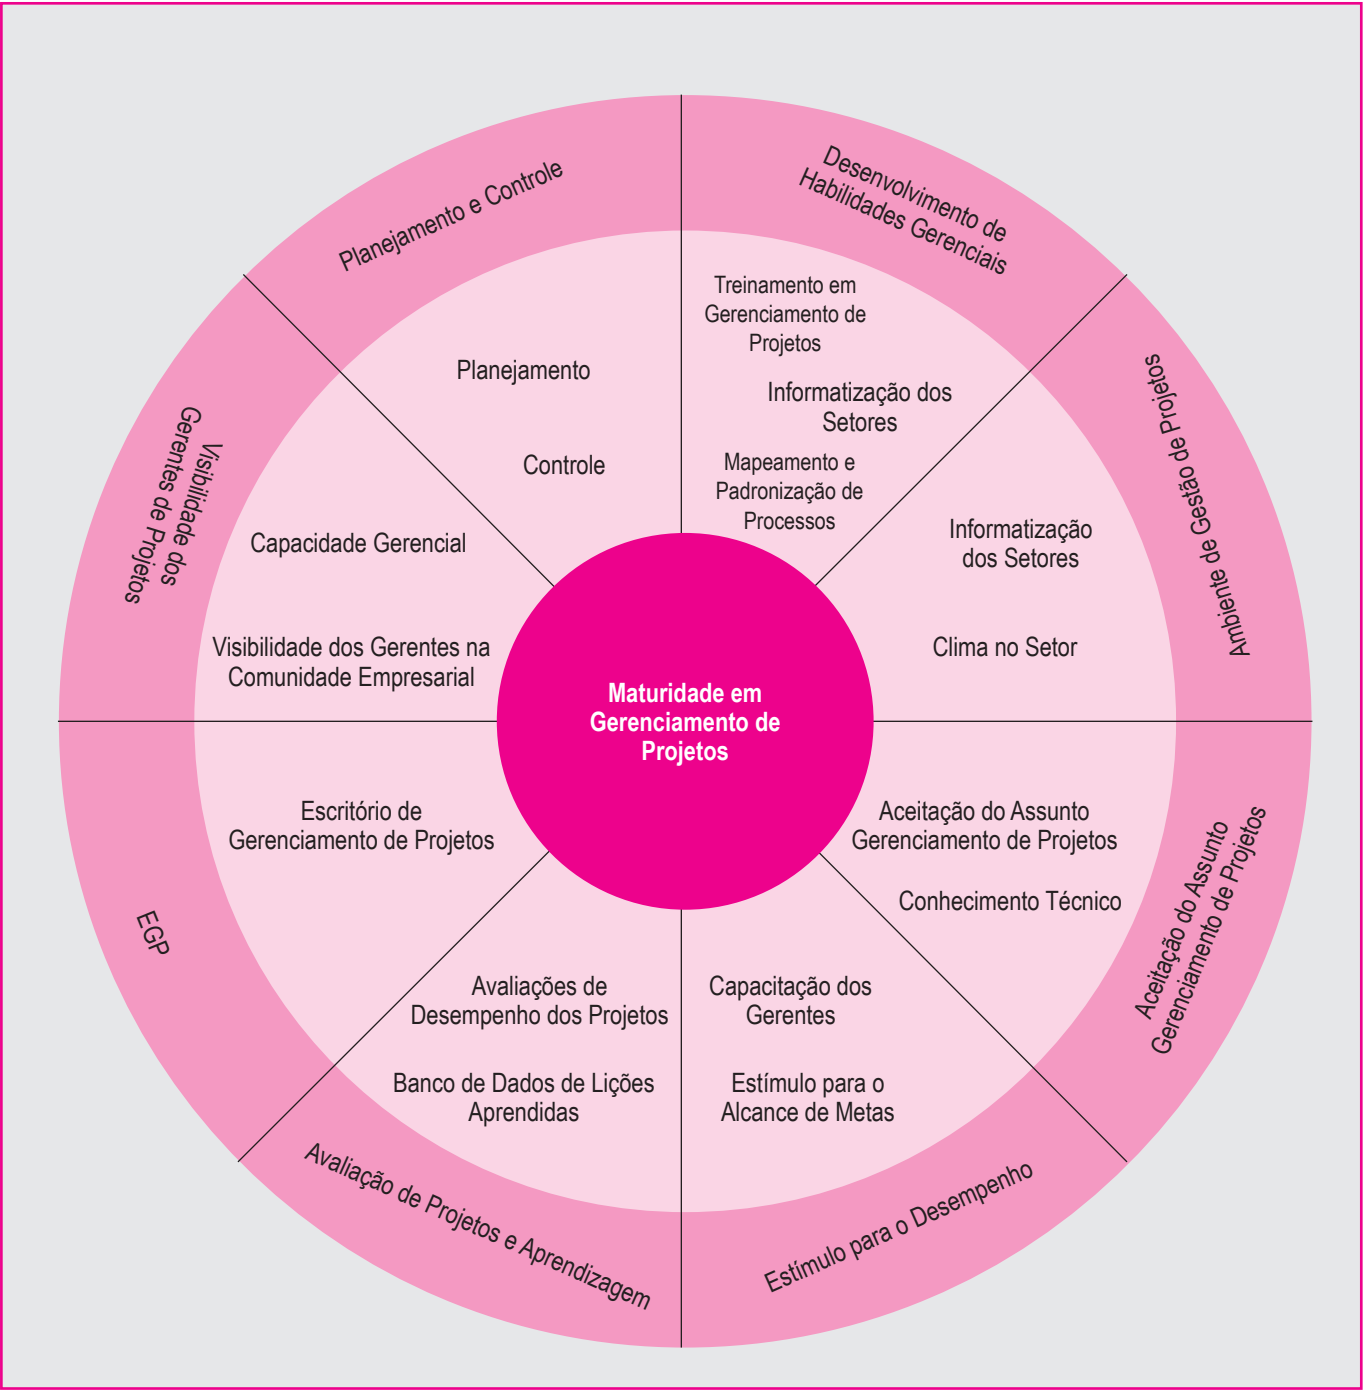 Planejamento e Controle
Desenvolvimento de
Habilidades Gerenciais
Ambiente de Gestão de Projetos
Aceitação do Assunto
Gerenciamento de Projetos
Estímulo para o Desempenho
Avaliação de Projetos e Aprendizagem
EGP
Visibilidade dos
Gerentes de Projetos
Planejamento
Controle
Treinamento em
Gerenciamento de
Projetos
Informatização dos
Setores
Mapeamento e
Padronização de
Processos
Informatização
dos Setores
Clima no Setor
Aceitação do Assunto
Gerenciamento de Projetos
Conhecimento Técnico
Capacitação dos
Gerentes
Estímulo para o
Alcance de Metas
Avaliações de
Desempenho dos Projetos
Banco de Dados de Lições
Aprendidas
Escritório de
Gerenciamento de Projetos
Capacidade Gerencial
Visibilidade dos Gerentes na
Comunidade Empresarial
Maturidade em
Gerenciamento de
Projetos